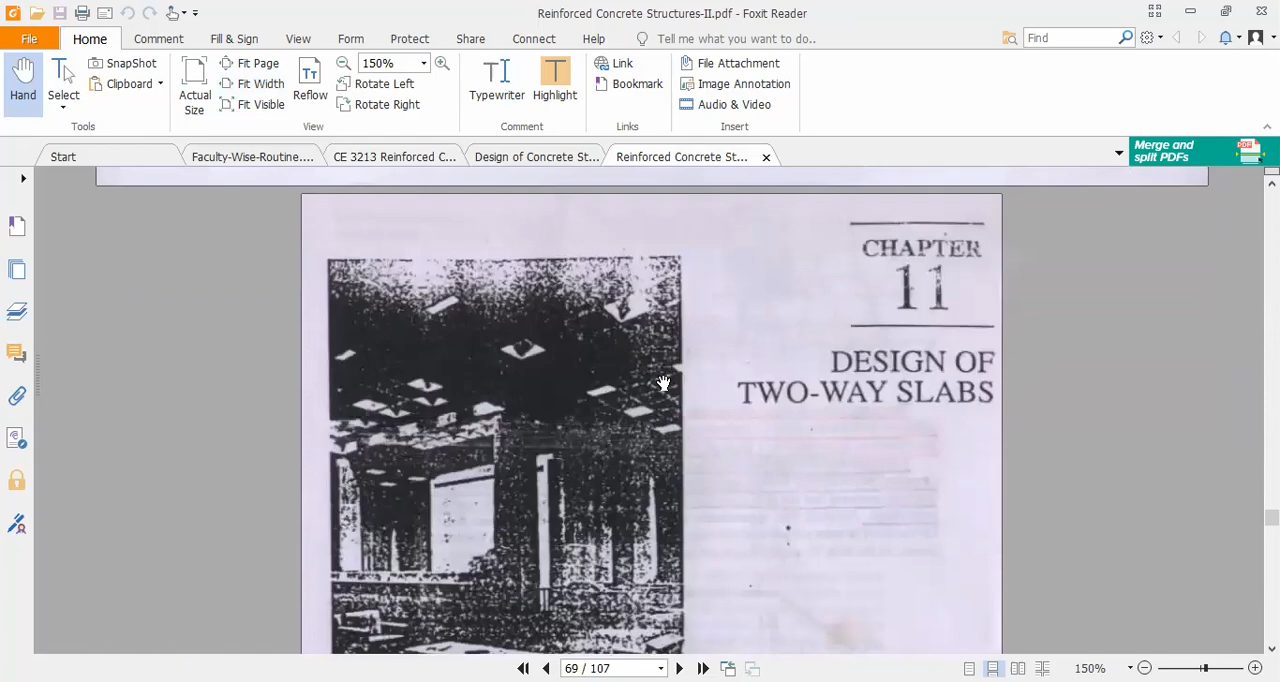 Reinforced Concrete Structures-II.pdf - Foxit Reader
File Home Comment Fill & Sign View Form Protect Share Connect Help Tell me what you want to do.. Find
Hand
Select
SnapShot
Clipboard
Tools
Actual
Size
Fit Page
Fit Width
Fit Visible
Reflow
150%
Rotate Left
Rotate Right
View
Typewriter
Highlight
Comment
Link
Bookmark
Links
File Attachment
Image Annotation
Audio & Video
Insert
Start Faculty-Wise-Routine.... CE 3213 Reinforced C... Design of Concrete St... Reinforced Concrete St...
Merge and
split PDFs
CHAPTER
11
DESIGN OF
TWO-WAY SLABS
69 / 107
150%